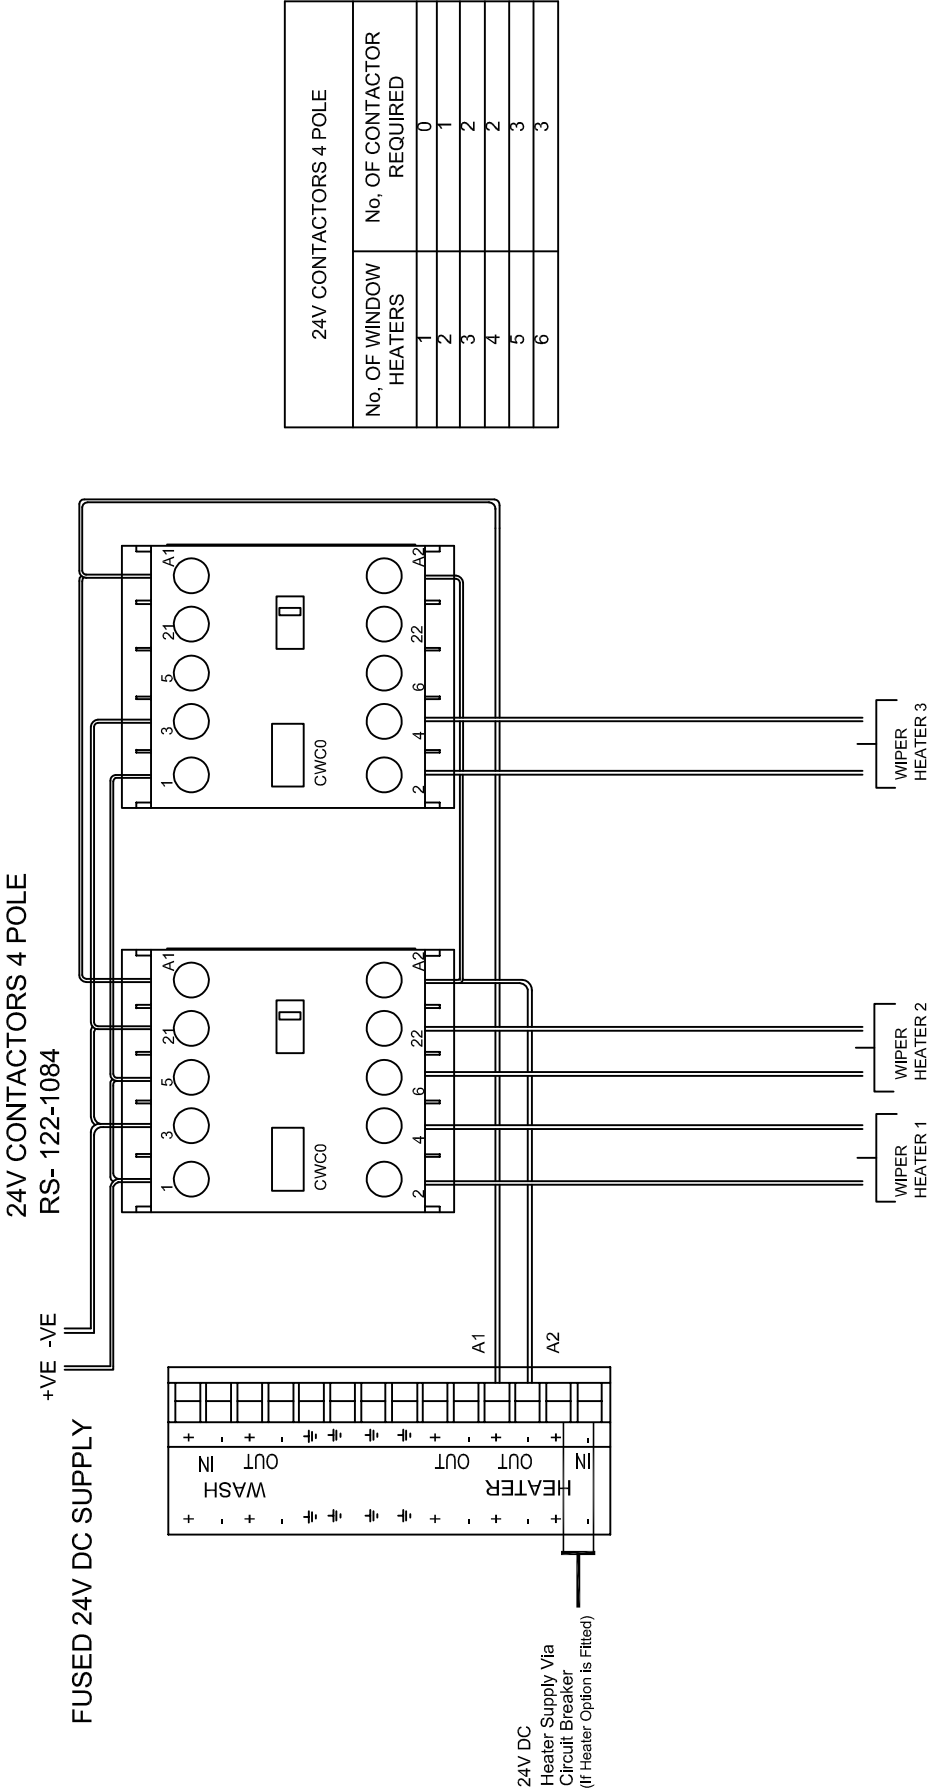 24V CONTACTORS 4 POLE
RS- 122-1084
FUSED 24V DC SUPPLY
+VE
-VE
1
3
5
21
A1
CWC0
2
4
6
22
A2
1
3
5
21
A1
CWC0
2
4
6
22
A2
+ - + - + - + - + -
IN
OUT
OUT
OUT
IN
WASH
HEATER
+ - + - + - + - + -
A1
A2
24V DC
Heater Supply Via
Circuit Breaker
(If Heater Option is Fitted)
WIPER
HEATER 1
WIPER
HEATER 2
WIPER
HEATER 3
24V CONTACTORS 4 POLE
No, OF WINDOW
HEATERS
No, OF CONTACTOR
REQUIRED
1 0
2 1
3 2
4 2
5 3
6 3